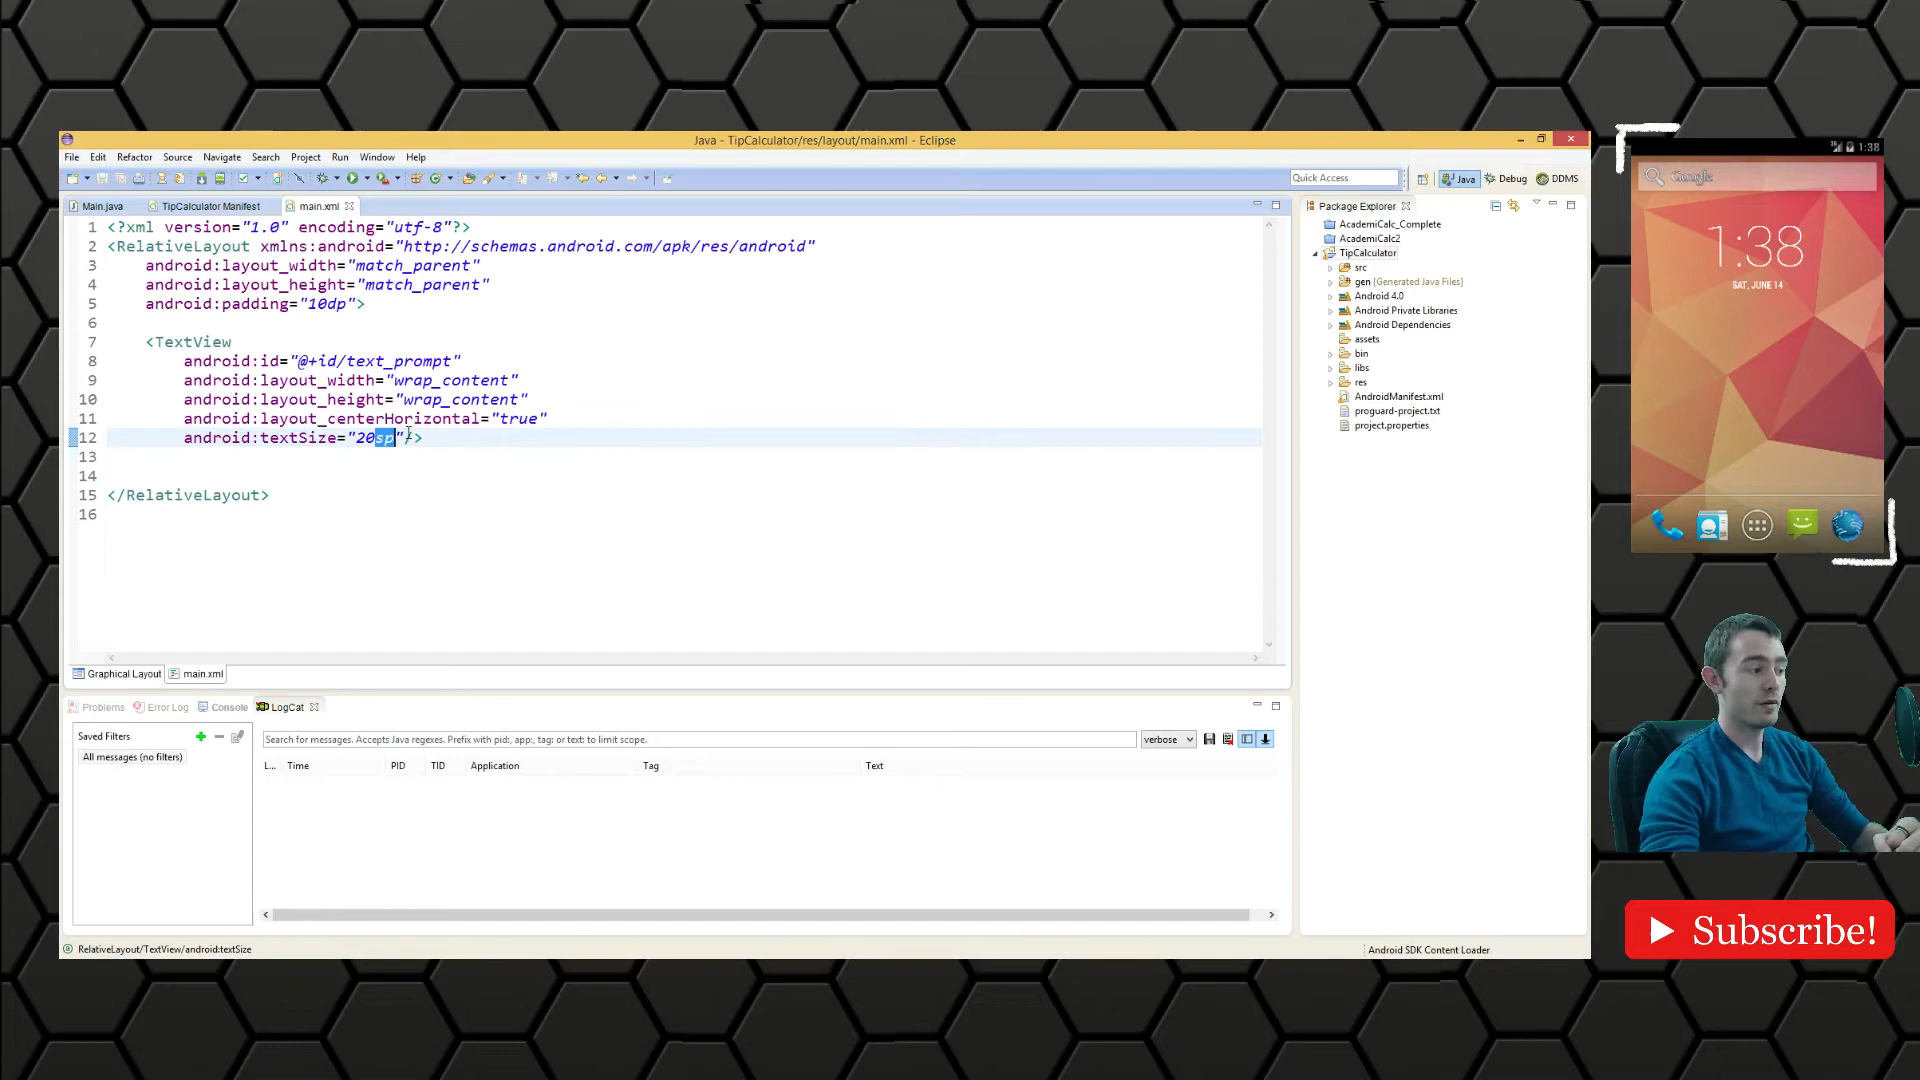 Java - TipCalculator/res/layout/main.xml - Eclipse
File Edit Refactor Source Navigate Search Project Run Window Help
Quick Access
Java
Debug
DDMS
Main.java
TipCalculator Manifest
main.xml
1 <?xml version="1.0" encoding="utf-8"?>
2 <RelativeLayout xmlns:android="http://schemas.android.com/apk/res/android"
3 android:layout_width="match_parent"
4 android:layout_height="match_parent"
5 android:padding="10dp">
6
7 <TextView
8 android:id="@+id/text_prompt"
9 android:layout_width="wrap_content"
10 android:layout_height="wrap_content"
11 android:layout_centerHorizontal="true"
12 android:textSize="20sp"/>
13
14
15 </RelativeLayout>
16
Graphical Layout
main.xml
Package Explorer
AcademiCalc_Complete
AcademiCalc2
TipCalculator
src
gen [Generated Java Files]
Android 4.0
Android Private Libraries
Android Dependencies
assets
bin
libs
res
AndroidManifest.xml
proguard-project.txt
project.properties
Problems
Error Log
Console
LogCat
Saved Filters
All messages (no filters)
Search for messages. Accepts Java regexes. Prefix with pid:, app:, tag: or text: to limit scope.
verbose
L... Time PID TID Application Tag Text
RelativeLayout/TextView/android:textSize
Android SDK Content Loader
1:38
Google
1:38
SAT, JUNE 14
Subscribe!